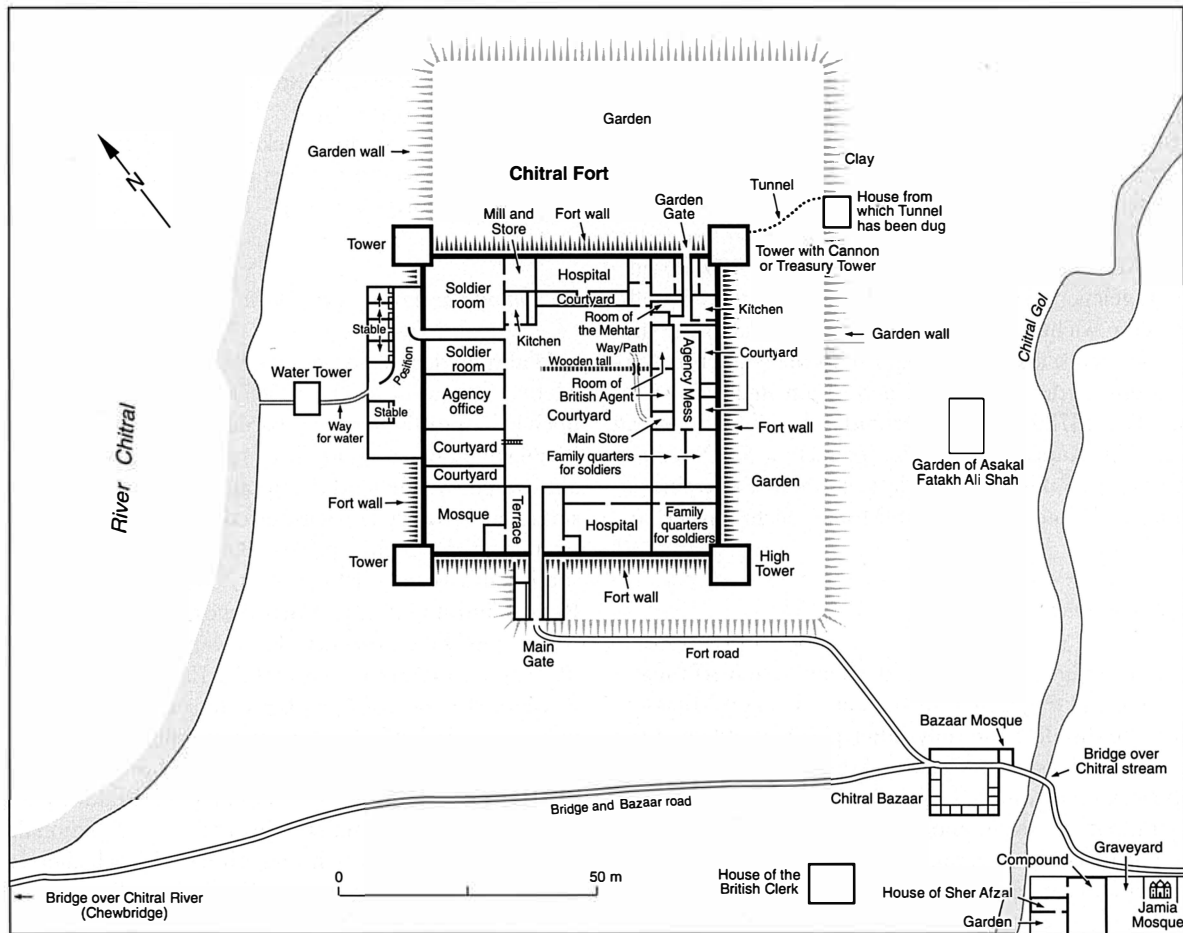 N
Garden
Garden wall
Clay
Chitral Fort
Tunnel
House from
which Tunnel
has been dug
Garden
Gate
Mill and
Store
Fort wall
Tower
Tower with Cannon
or Treasury Tower
Soldier
room
Hospital
Courtyard
Kitchen
Room of
the Mehtar
Kitchen
Garden wall
Chitral Gol
Stable
Position
Way/Path
Wooden tall
Agency Mess
Courtyard
Soldier
room
Water Tower
Room of
British Agent
Agency
office
Stable
Way
for water
Courtyard
Main Store
Fort wall
Courtyard
Family quarters
for soldiers
Garden of Asakal
Fatakh Ali Shah
River Chitral
Courtyard
Garden
Fort wall
Mosque
Terrace
Hospital
Family
quarters
for soldiers
Tower
High
Tower
Fort wall
Main
Gate
Fort road
Bazaar Mosque
Bridge over
Chitral stream
Bridge and Bazaar road
Chitral Bazaar
Graveyard
Compound
0
50 m
House of the
British Clerk
House of Sher Afzal
Garden
Jamia
Mosque
Bridge over Chitral River
(Chewbridge)